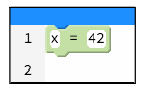 1 x = 42
2